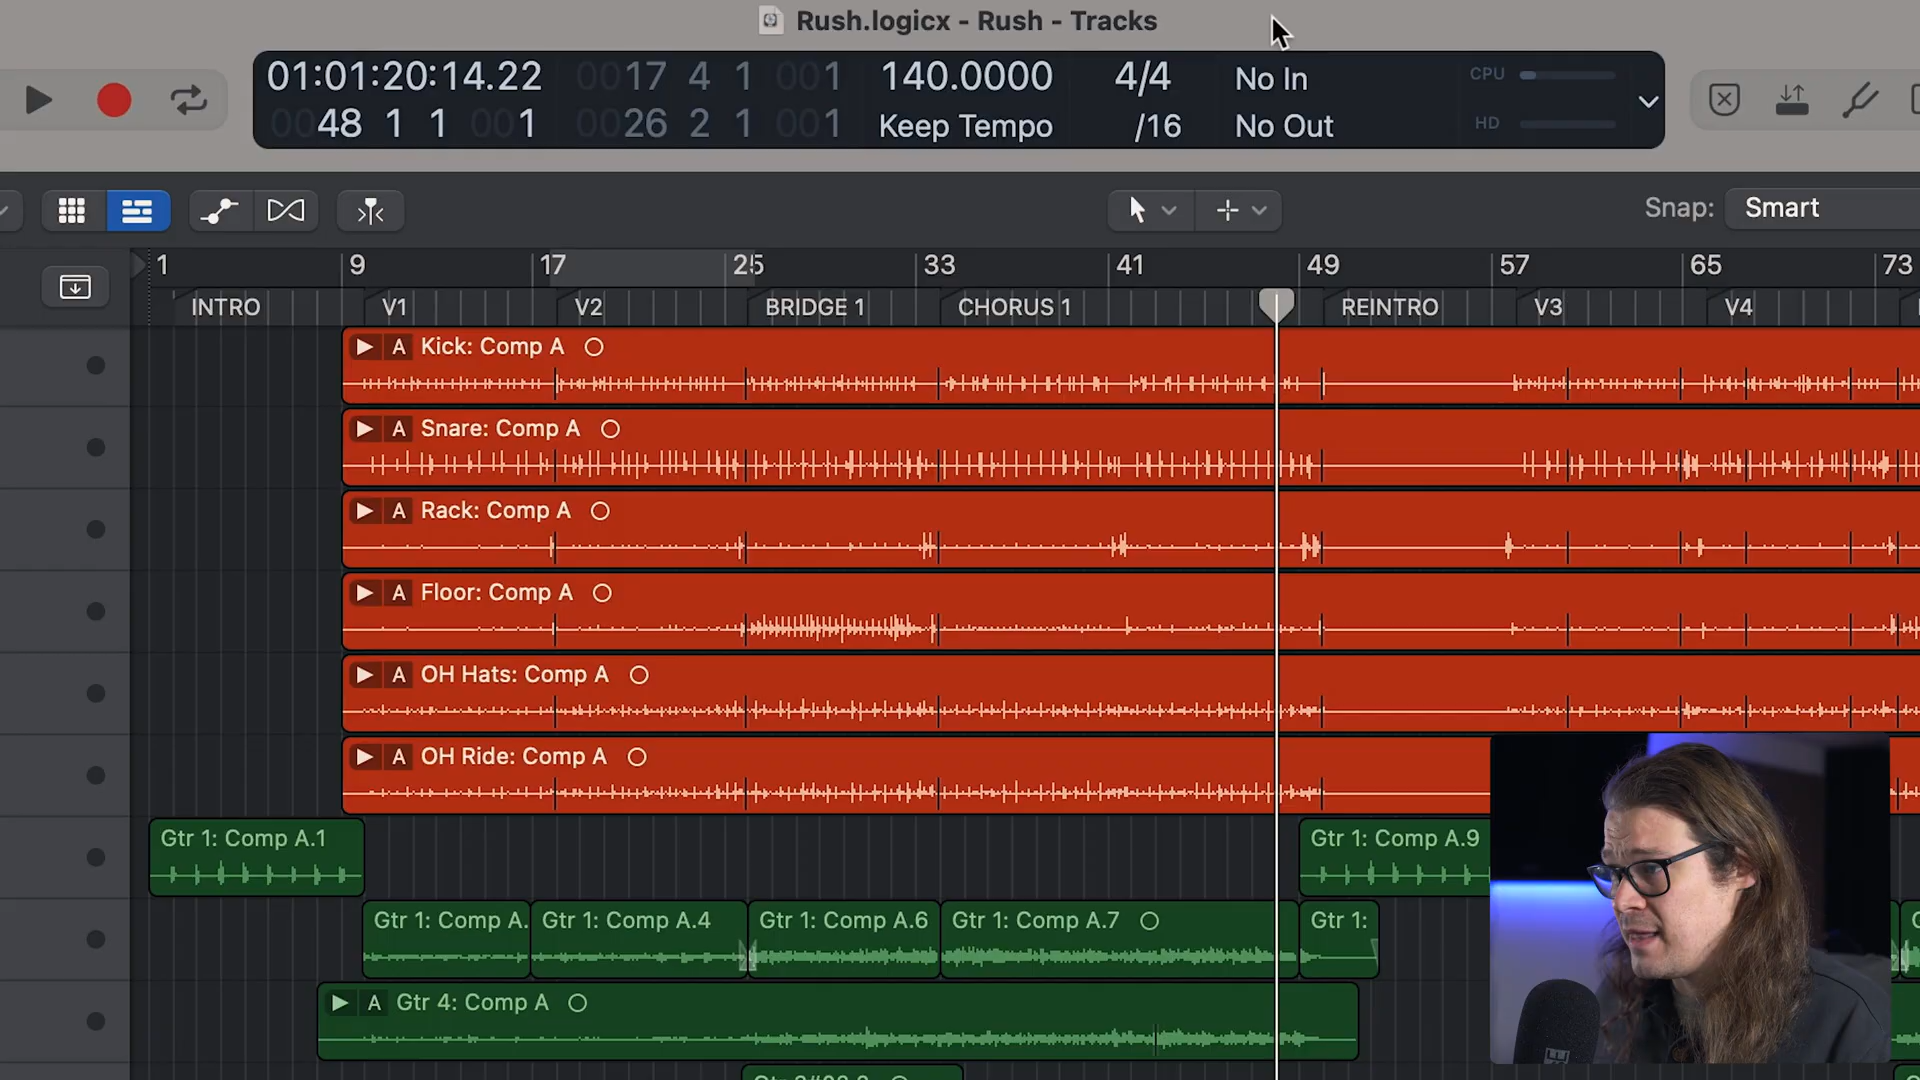 Rush.logicx - Rush - Tracks
01:01:20:14.22 0017 4 1 001 140.0000 4/4 No In CPU
0048 1 1 001 0026 2 1 001 Keep Tempo /16 No Out HD
Snap: Smart
1 9 17 25 33 41 49 57 65 73
INTRO V1 V2 BRIDGE 1 CHORUS 1 REINTRO V3 V4
A Kick: Comp A
A Snare: Comp A
A Rack: Comp A
A Floor: Comp A
A OH Hats: Comp A
A OH Ride: Comp A
Gtr 1: Comp A.1 Gtr 1: Comp A.9
Gtr 1: Comp A. Gtr 1: Comp A.4 Gtr 1: Comp A.6 Gtr 1: Comp A.7 Gtr 1:
A Gtr 4: Comp A